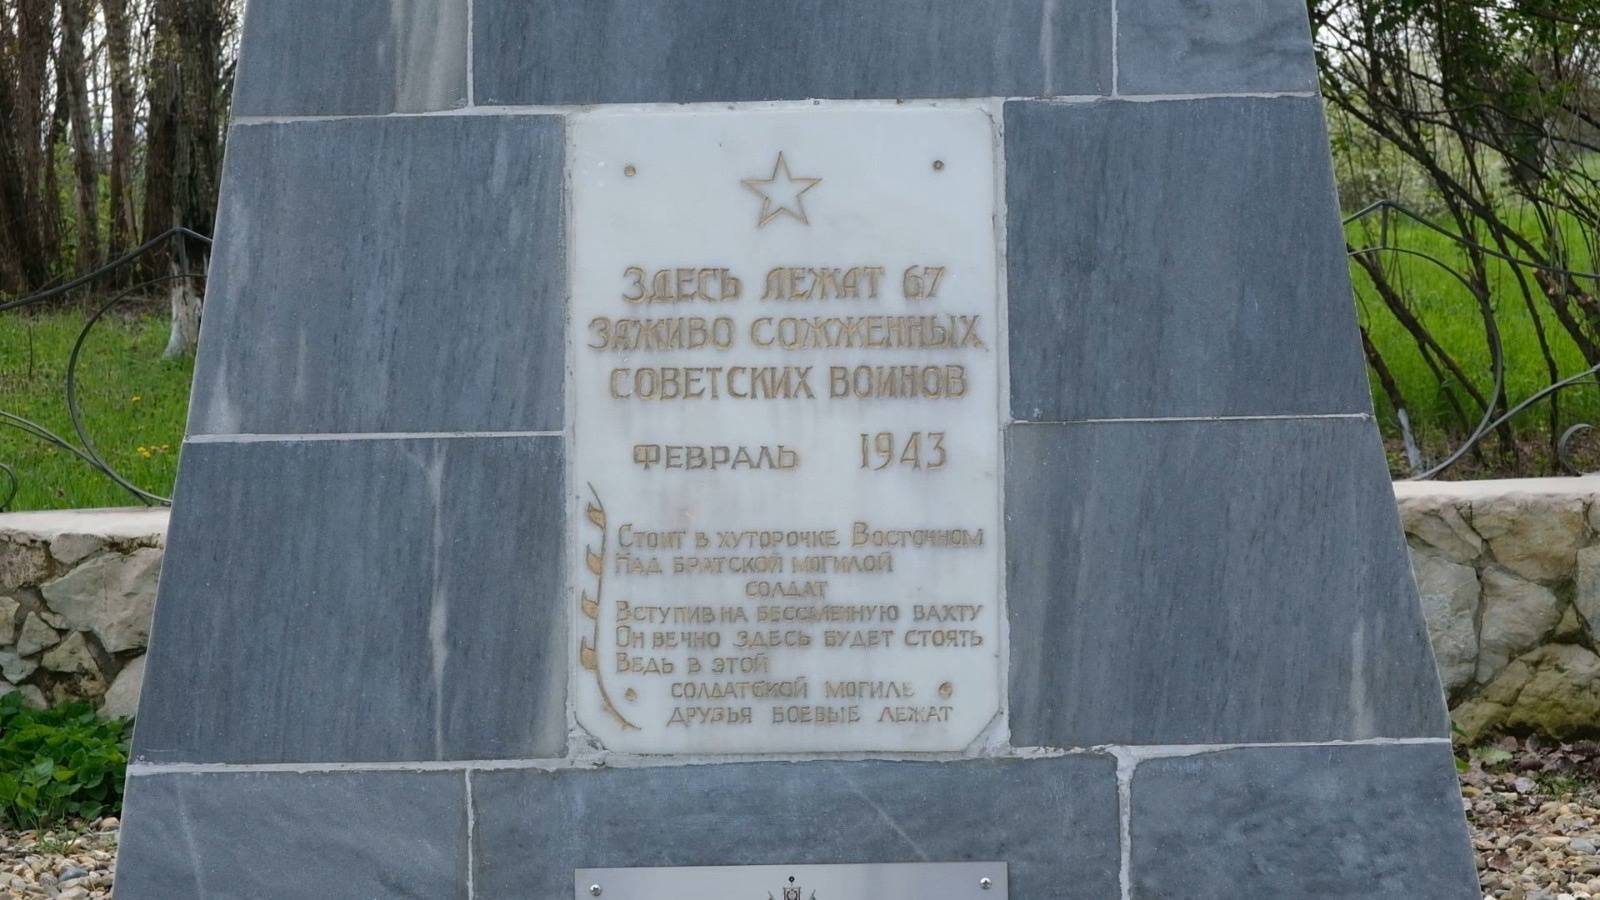 ЗДЕСЬ ЛЕЖАТ 67
ЗАЖИВО СОЖЖЕННЫХ
СОВЕТСКИХ ВОИНОВ
ФЕВРАЛЬ 1943
СТОИТ В ХУТОРОЧКЕ ВОСТОЧНОМ
НАД БРАТСКОЙ МОГИЛОЙ
СОЛДАТ
ВСТУПИВ НА БЕССМЕННУЮ ВАХТУ
ОН ВЕЧНО ЗДЕСЬ БУДЕТ СТОЯТЬ
ВЕДЬ В ЭТОЙ
СОЛДАТСКОЙ МОГИЛЕ
ДРУЗЬЯ БОЕВЫЕ ЛЕЖАТ